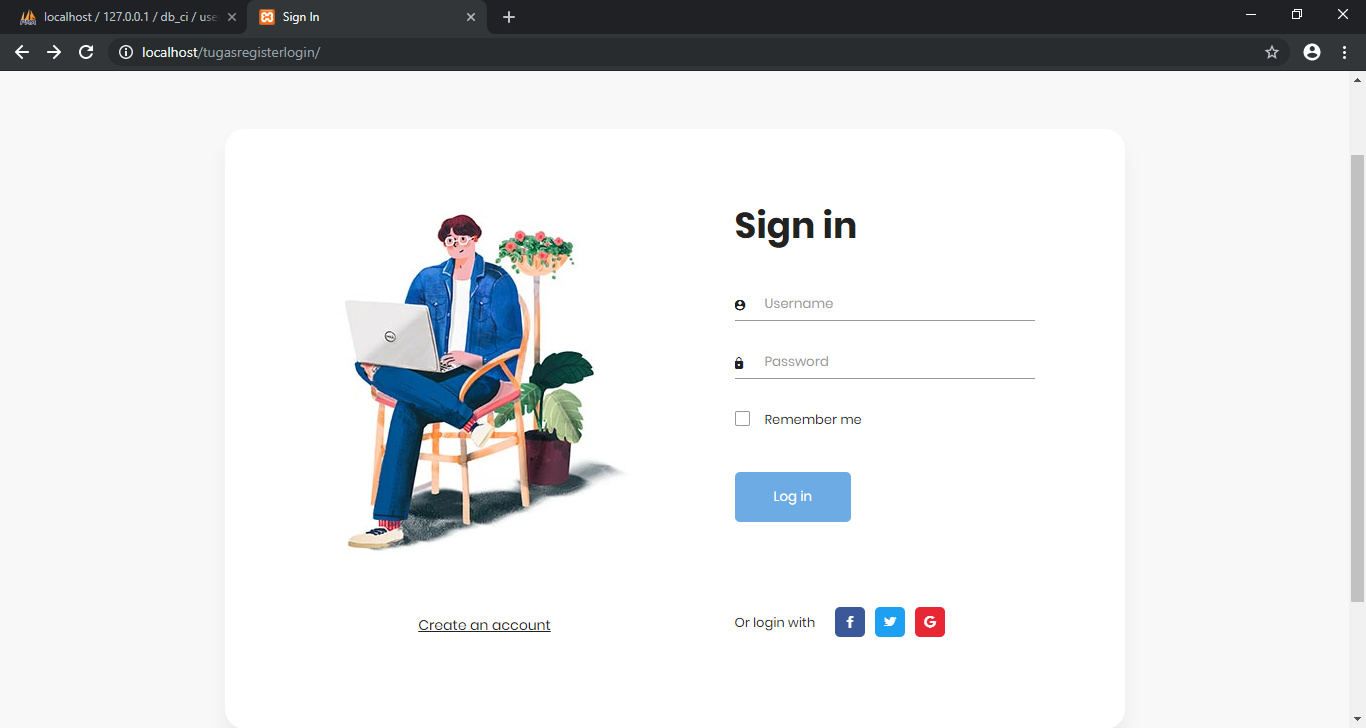 localhost / 127.0.0.1 / db_ci / use
Sign In
localhost/tugasregisterlogin/
Sign in
Username
Password
Remember me
Log in
Create an account
Or login with